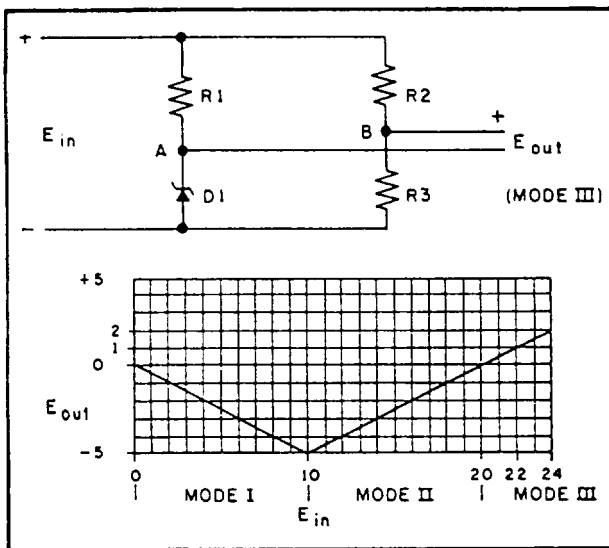 +
R1
R2
E in
A
B
+
E out
D1
R3
(MODE III)
−
+5
2
1
0
E out
-5
0 10 20 22 24
| MODE I | MODE II | MODE III
E in